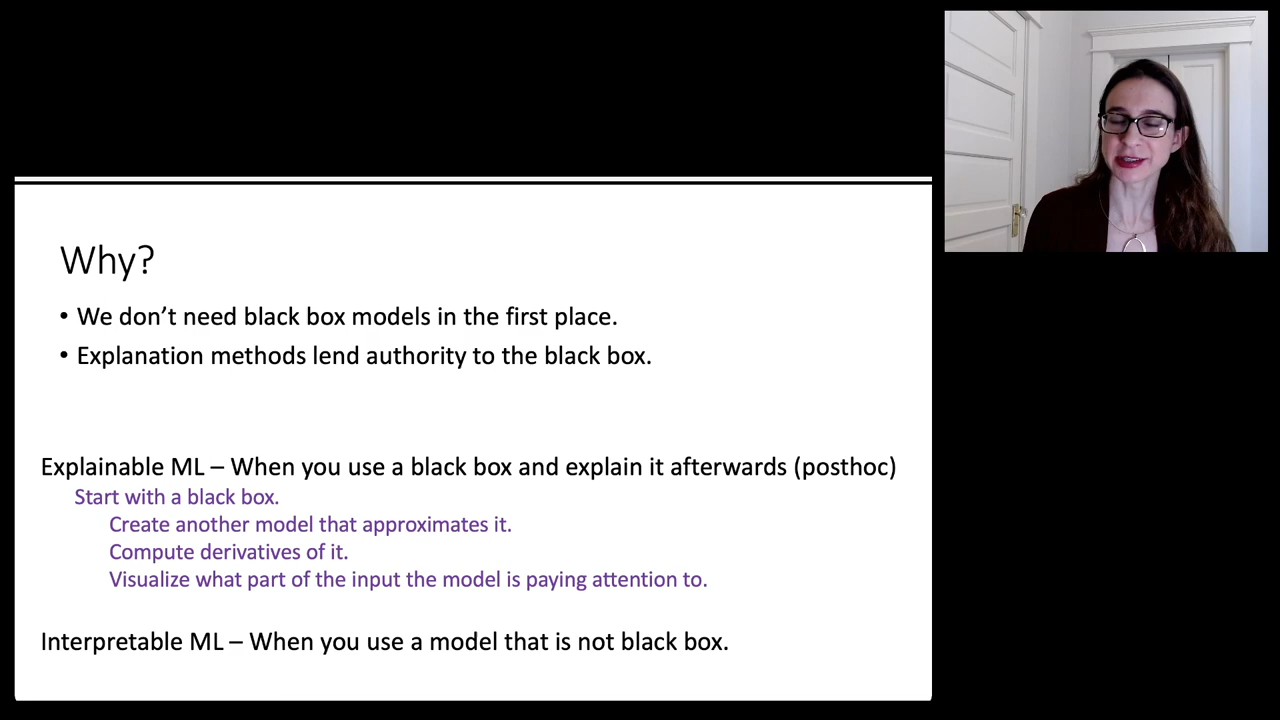 Why?
• We don’t need black box models in the first place.
• Explanation methods lend authority to the black box.
Explainable ML – When you use a black box and explain it afterwards (posthoc)
Start with a black box.
Create another model that approximates it.
Compute derivatives of it.
Visualize what part of the input the model is paying attention to.
Interpretable ML – When you use a model that is not black box.